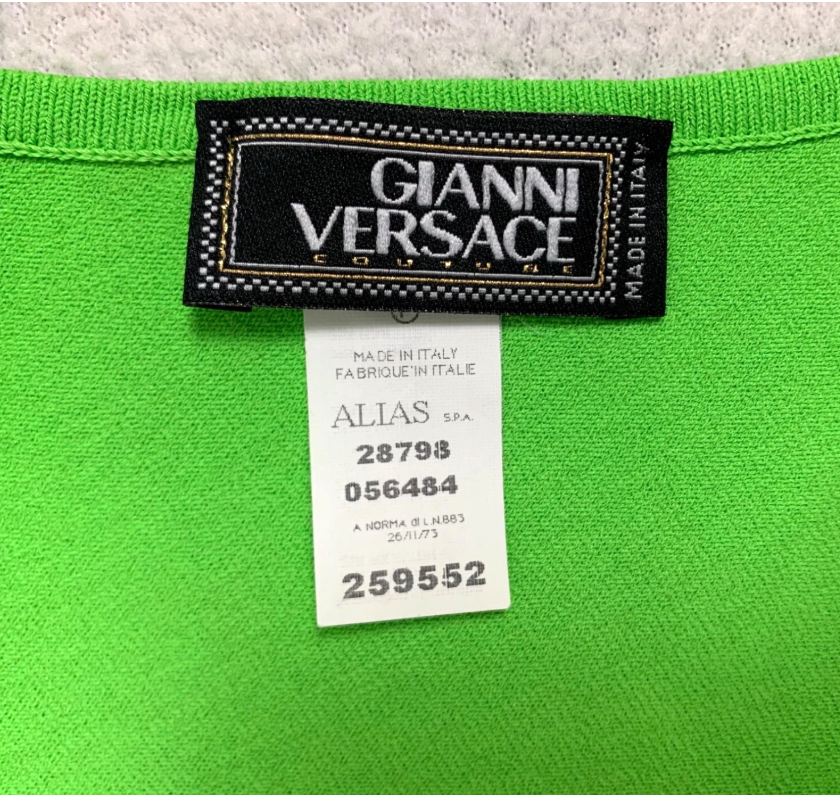 GIANNI
VERSACE
COUTURE
MADE IN ITALY
P
MADE IN ITALY
FABRIQUE'IN ITALIE
ALIAS S.P.A.
28798
056484
A NORMA di L.N.883
26/11/73
259552